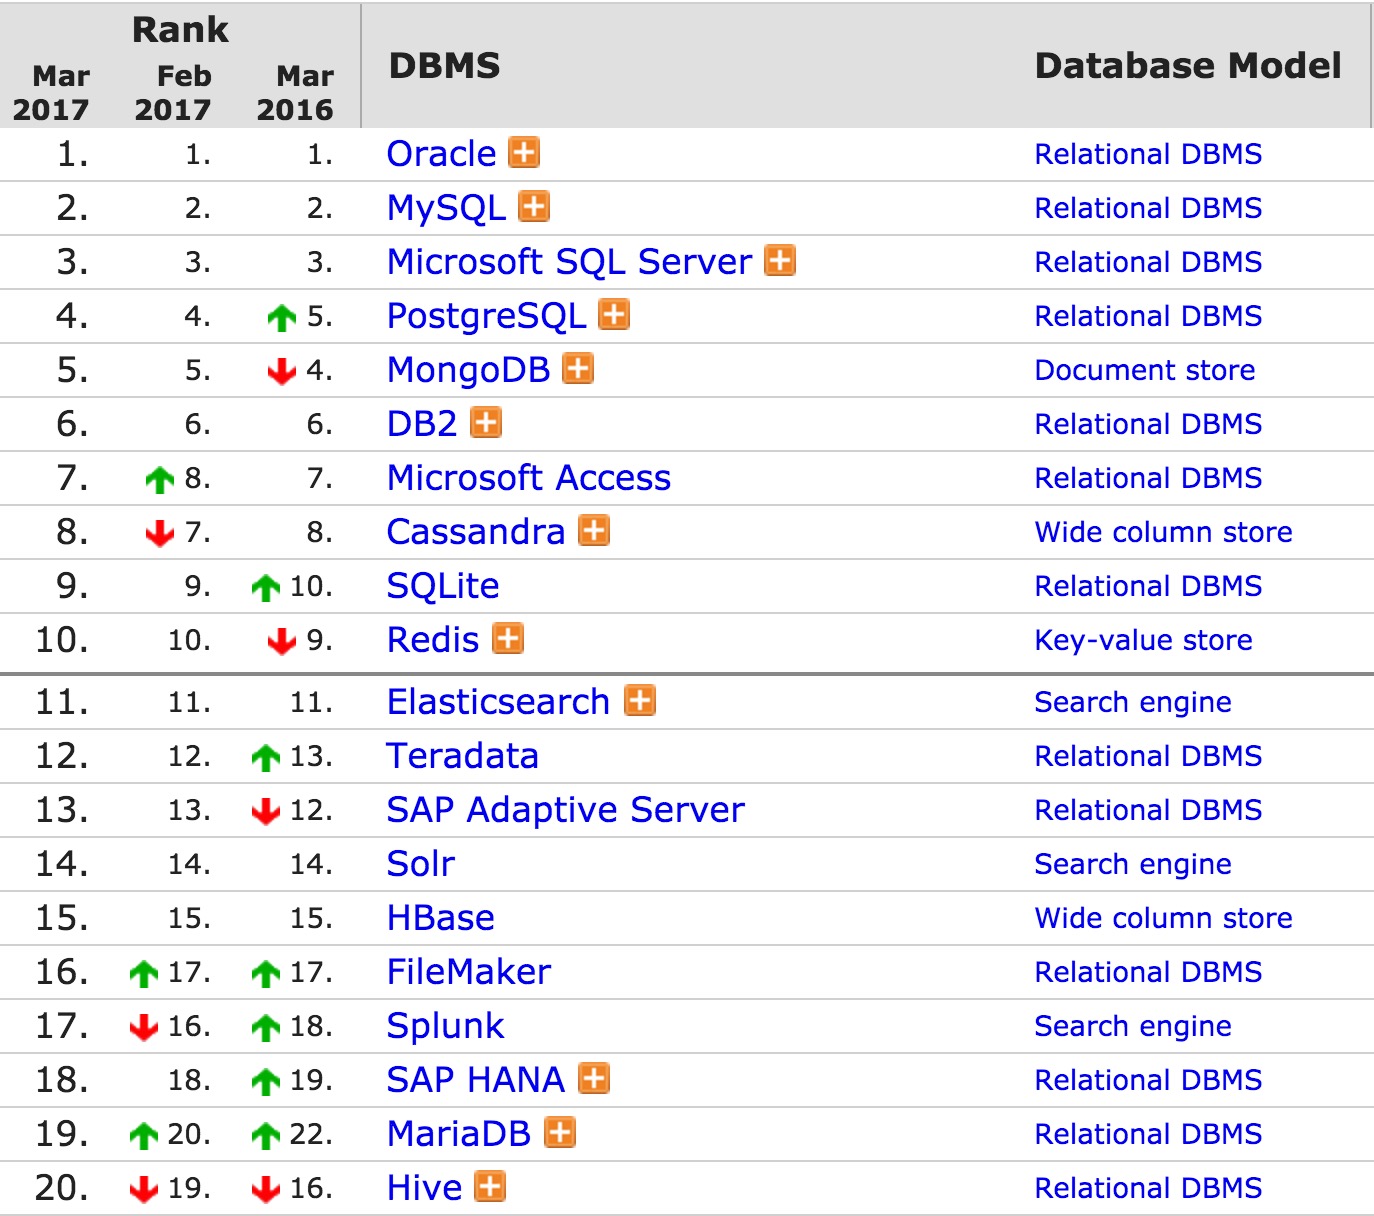 Rank
Mar 2017 Feb 2017 Mar 2016 DBMS Database Model
1. 1. 1. Oracle Relational DBMS
2. 2. 2. MySQL Relational DBMS
3. 3. 3. Microsoft SQL Server Relational DBMS
4. 4. 5. PostgreSQL Relational DBMS
5. 5. 4. MongoDB Document store
6. 6. 6. DB2 Relational DBMS
7. 8. 7. Microsoft Access Relational DBMS
8. 7. 8. Cassandra Wide column store
9. 9. 10. SQLite Relational DBMS
10. 10. 9. Redis Key-value store
11. 11. 11. Elasticsearch Search engine
12. 12. 13. Teradata Relational DBMS
13. 13. 12. SAP Adaptive Server Relational DBMS
14. 14. 14. Solr Search engine
15. 15. 15. HBase Wide column store
16. 17. 17. FileMaker Relational DBMS
17. 16. 18. Splunk Search engine
18. 18. 19. SAP HANA Relational DBMS
19. 20. 22. MariaDB Relational DBMS
20. 19. 16. Hive Relational DBMS